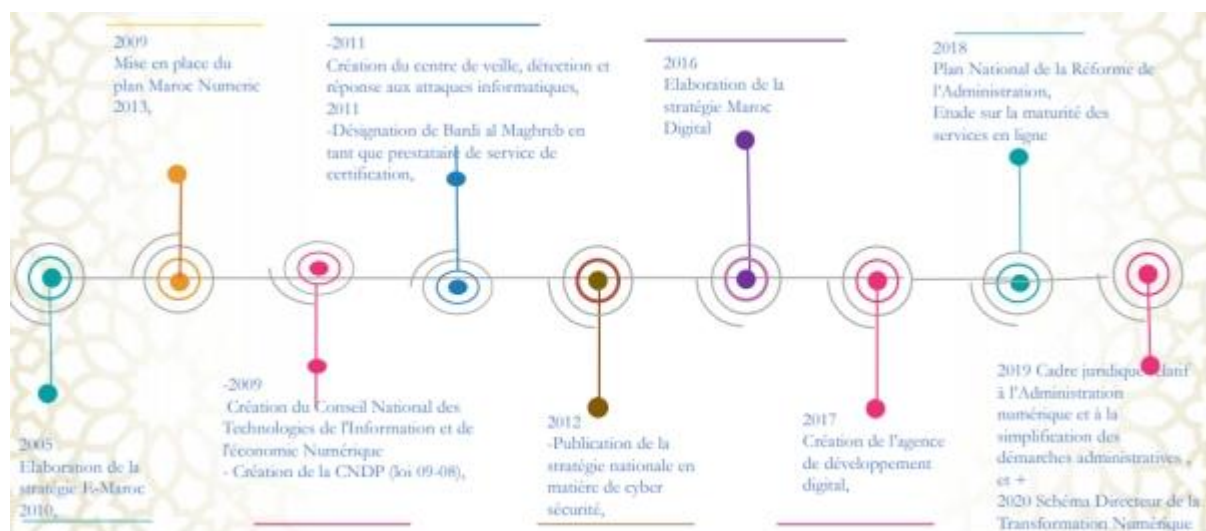 2009
Mise en place du
plan Maroc Numeric
2013,
-2011
Création du centre de veille, détection et
réponse aux attaques informatiques,
2011
-Désignation de Bardi al Maghreb en
tant que prestataire de service de
certification,
2016
Elaboration de la
stratégie Maroc
Digital
2018
Plan National de la Réforme de
l'Administration,
Etude sur la maturité des
services en ligne
2005
Elaboration de la
stratégie E-Maroc
2010,
-2009
Création du Conseil National des
Technologies de l'Information et de
l'économie Numérique
- Création de la CNDP (loi 09-08),
2012
-Publication de la
stratégie nationale en
matière de cyber
sécurité,
2017
Création de l'agence
de développement
digital,
2019 Cadre juridique relatif
à l'Administration
numérique et à la
simplification des
démarches administratives ,
et +
2020 Schéma Directeur de la
Transformation Numérique